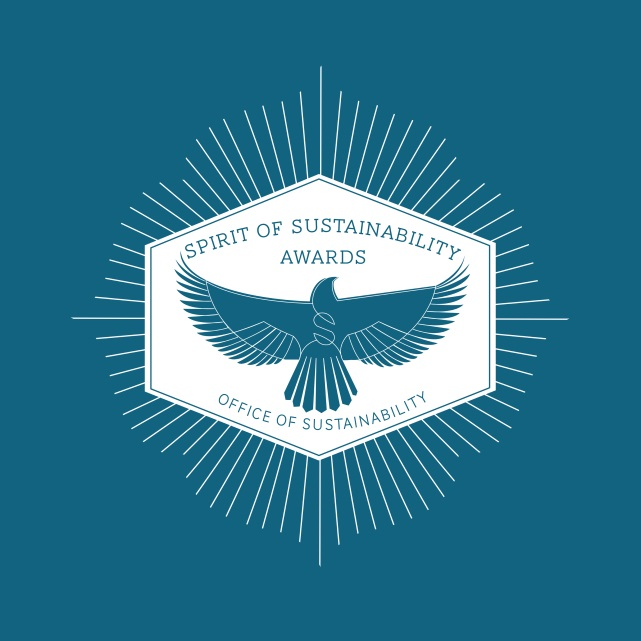 SPIRIT OF SUSTAINABILITY
AWARDS
OFFICE OF SUSTAINABILITY